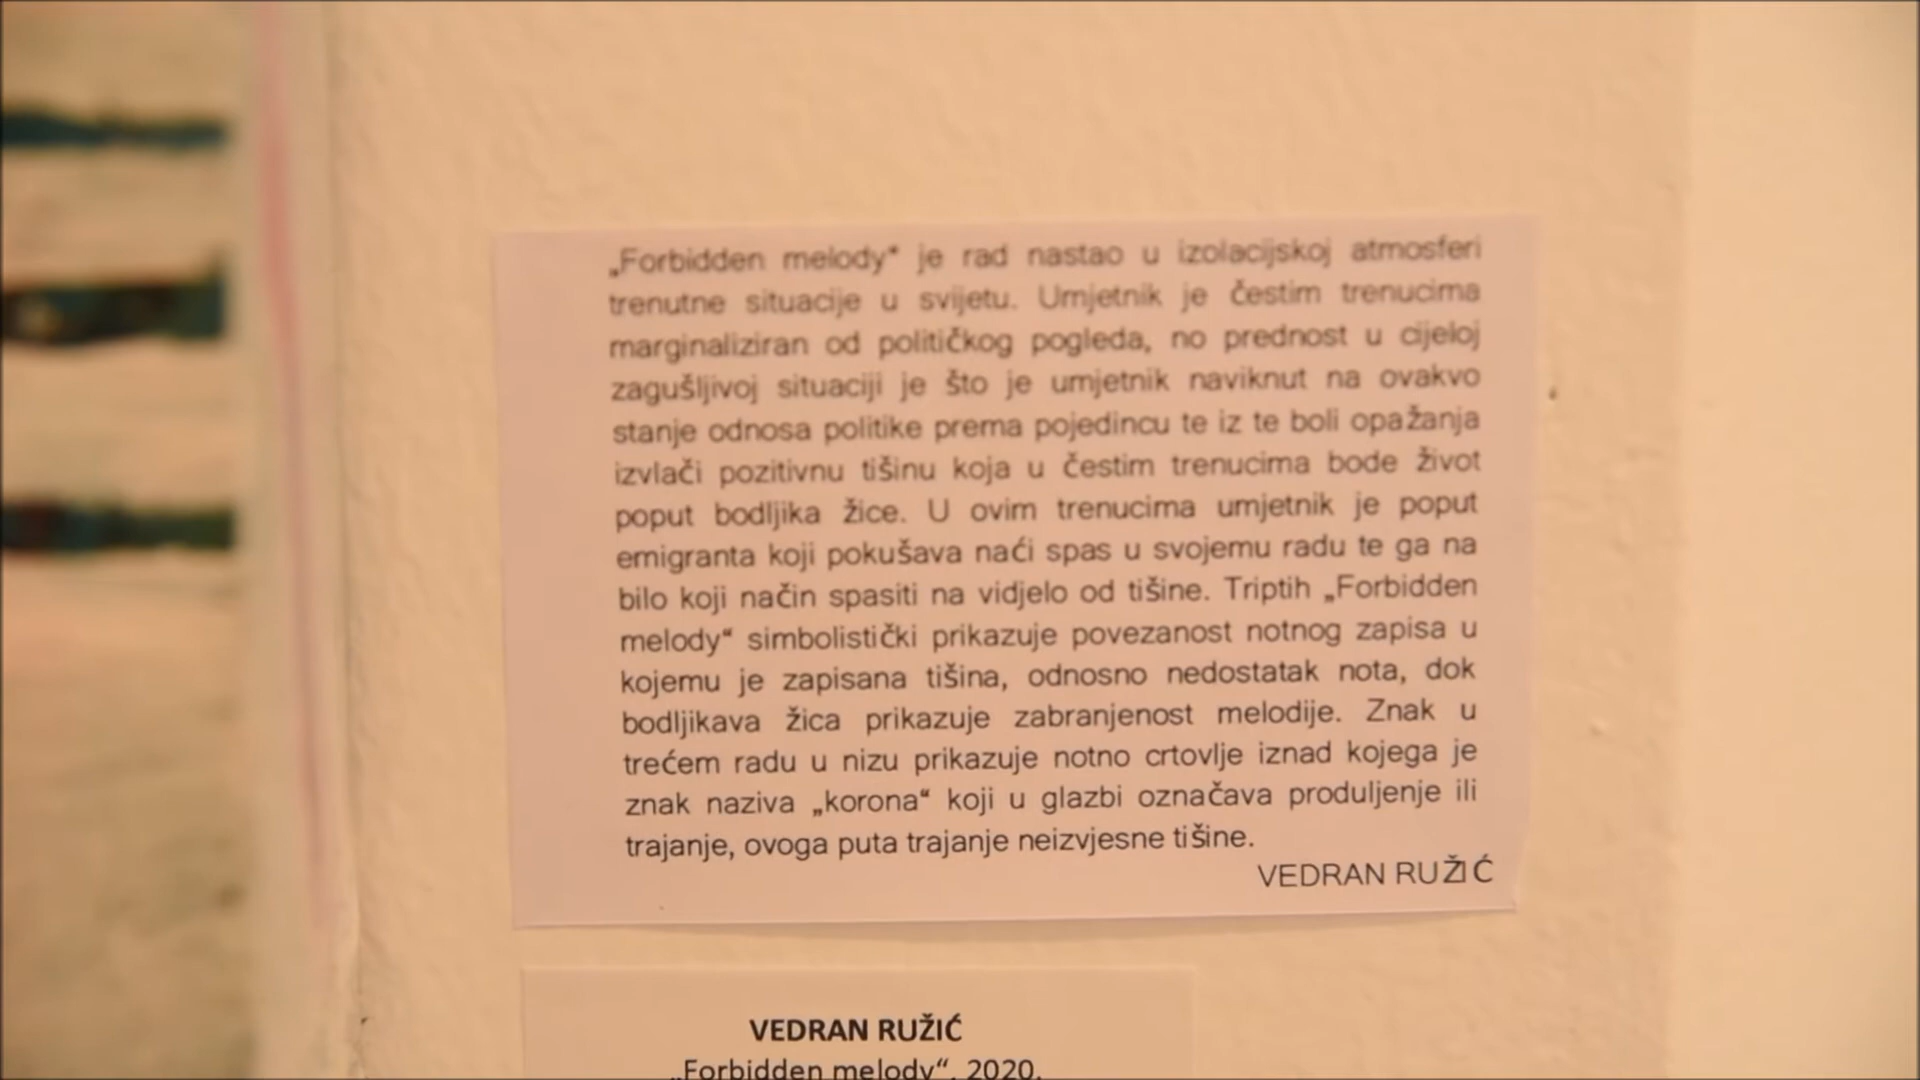 „Forbidden melody“ je rad nastao u izolacijskoj atmosferi
trenutne situacije u svijetu. Umjetnik je čestim trenucima
marginaliziran od političkog pogleda, no prednost u cijeloj
zagušljivoj situaciji je što je umjetnik naviknut na ovakvo
stanje odnosa politike prema pojedincu te iz te boli opažanja
izvlači pozitivnu tišinu koja u čestim trenucima bode život
poput bodljika žice. U ovim trenucima umjetnik je poput
emigranta koji pokušava naći spas u svojemu radu te ga na
bilo koji način spasiti na vidjelo od tišine. Triptih „Forbidden
melody“ simbolistički prikazuje povezanost notnog zapisa u
kojemu je zapisana tišina, odnosno nedostatak nota, dok
bodljikava žica prikazuje zabranjenost melodije. Znak u
trećem radu u nizu prikazuje notno crtovlje iznad kojega je
znak naziva „korona“ koji u glazbi označava produljenje ili
trajanje, ovoga puta trajanje neizvjesne tišine.
VEDRAN RUŽIĆ
VEDRAN RUŽIĆ
„Forbidden melody“, 2020.